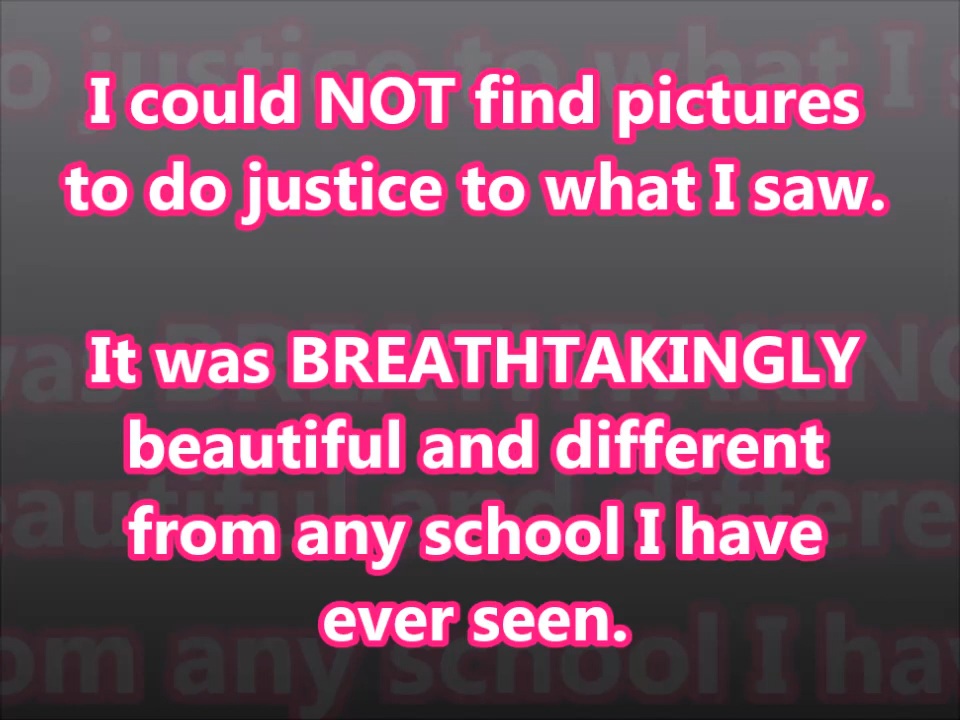 I could NOT find pictures
to do justice to what I saw.
It was BREATHTAKINGLY
beautiful and different
from any school I have
ever seen.